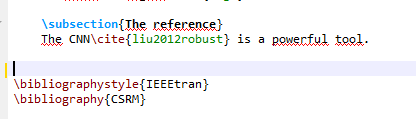 \subsection{The reference}
The CNN\cite{liu2012robust} is a powerful tool.
\bibliographystyle{IEEEtran}
\bibliography{CSRM}